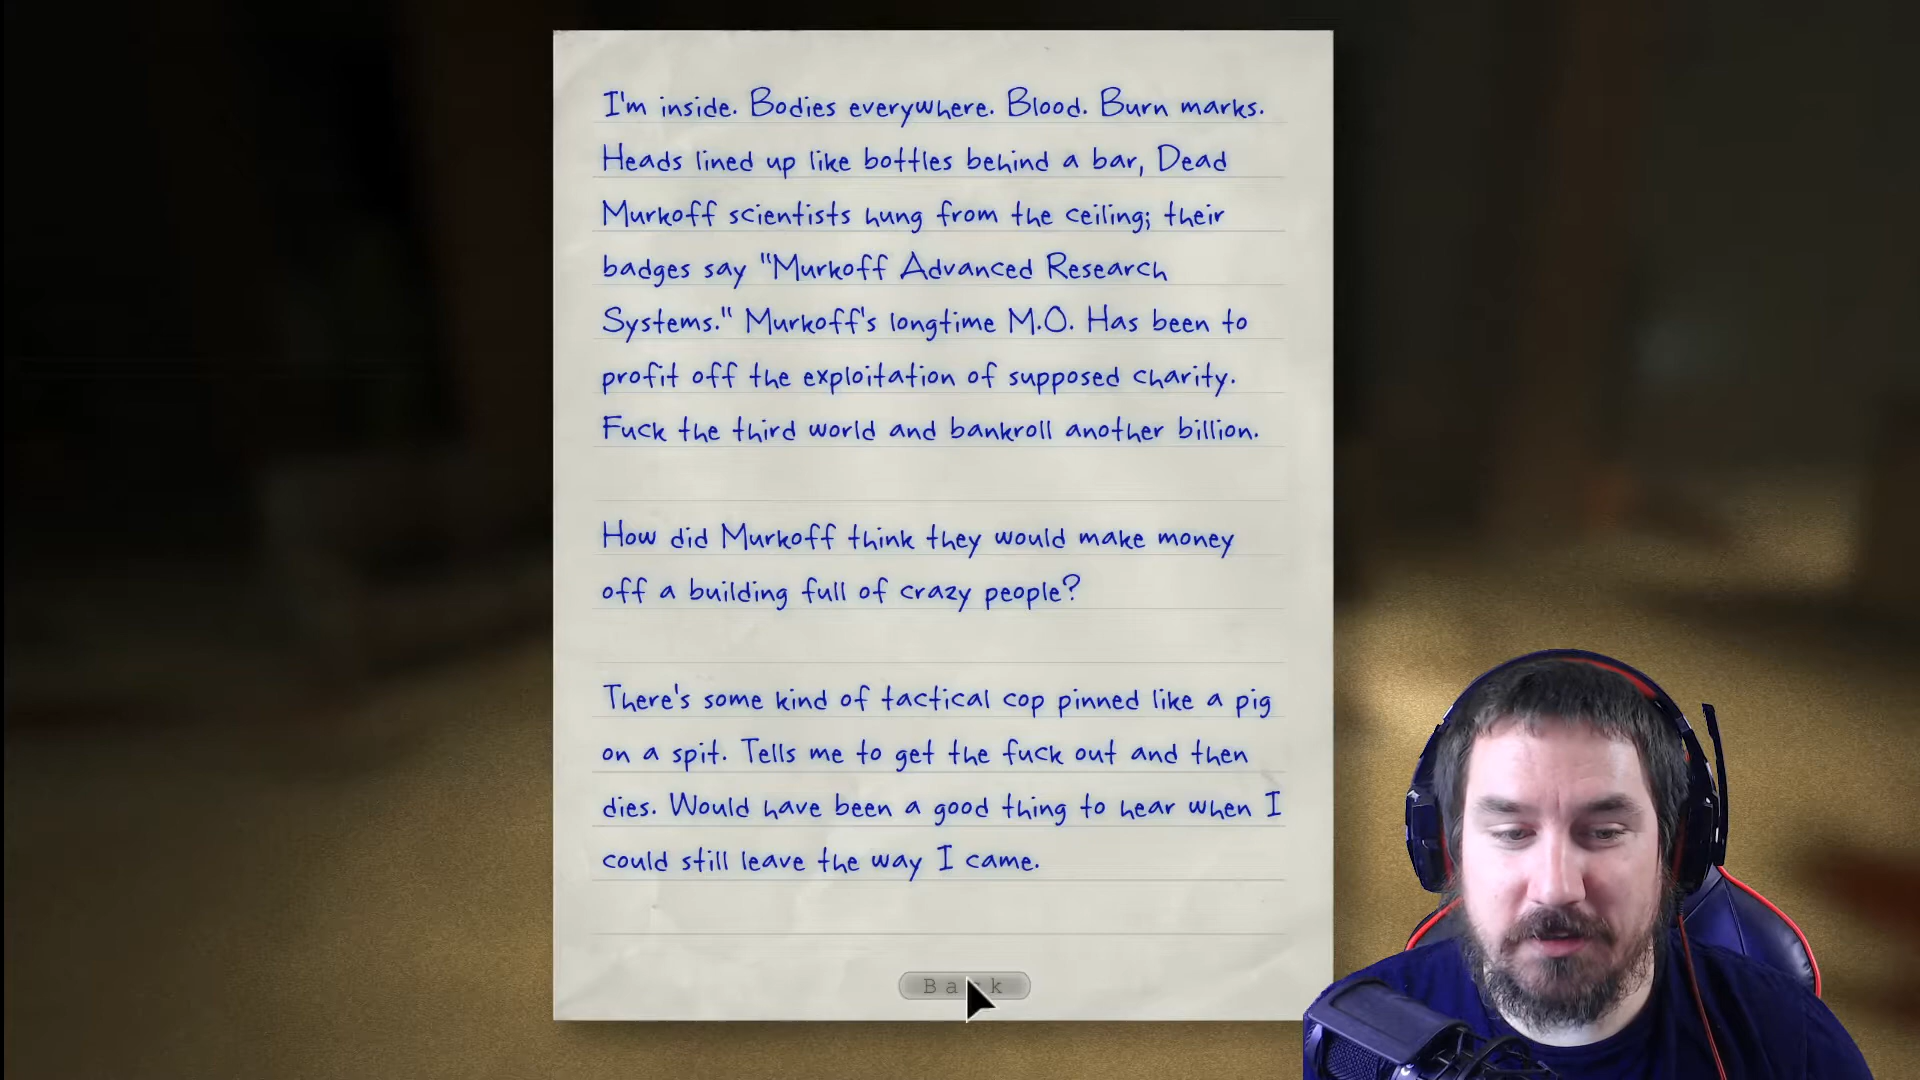 I'm inside. Bodies everywhere. Blood. Burn marks.
Heads lined up like bottles behind a bar, Dead
Murkoff scientists hung from the ceiling; their
badges say "Murkoff Advanced Research
Systems." Murkoff's longtime M.O. Has been to
profit off the exploitation of supposed charity.
Fuck the third world and bankroll another billion.
How did Murkoff think they would make money
off a building full of crazy people?
There's some kind of tactical cop pinned like a pig
on a spit. Tells me to get the fuck out and then
dies. Would have been a good thing to hear when I
could still leave the way I came.
Back